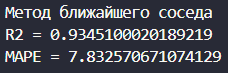 Метод ближайшего соседа
R2 = 0.9345100020189219
MAPE = 7.832570671074129